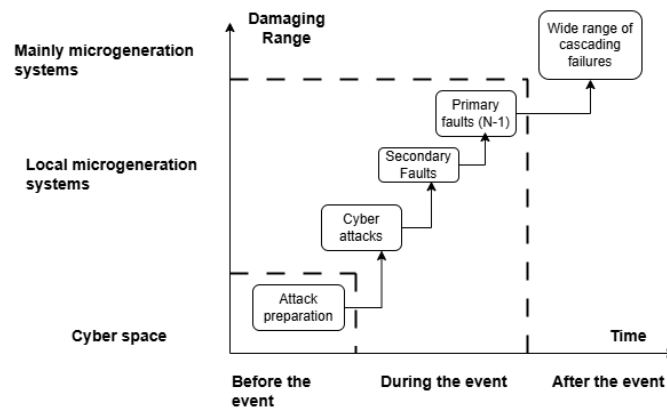 Damaging
Range
Mainly microgeneration
systems
Wide range of
cascading
failures
Primary
faults (N-1)
Local microgeneration
systems
Secondary
Faults
Cyber
attacks
Attack
preparation
Cyber space
Time
Before the
event
During the event
After the event